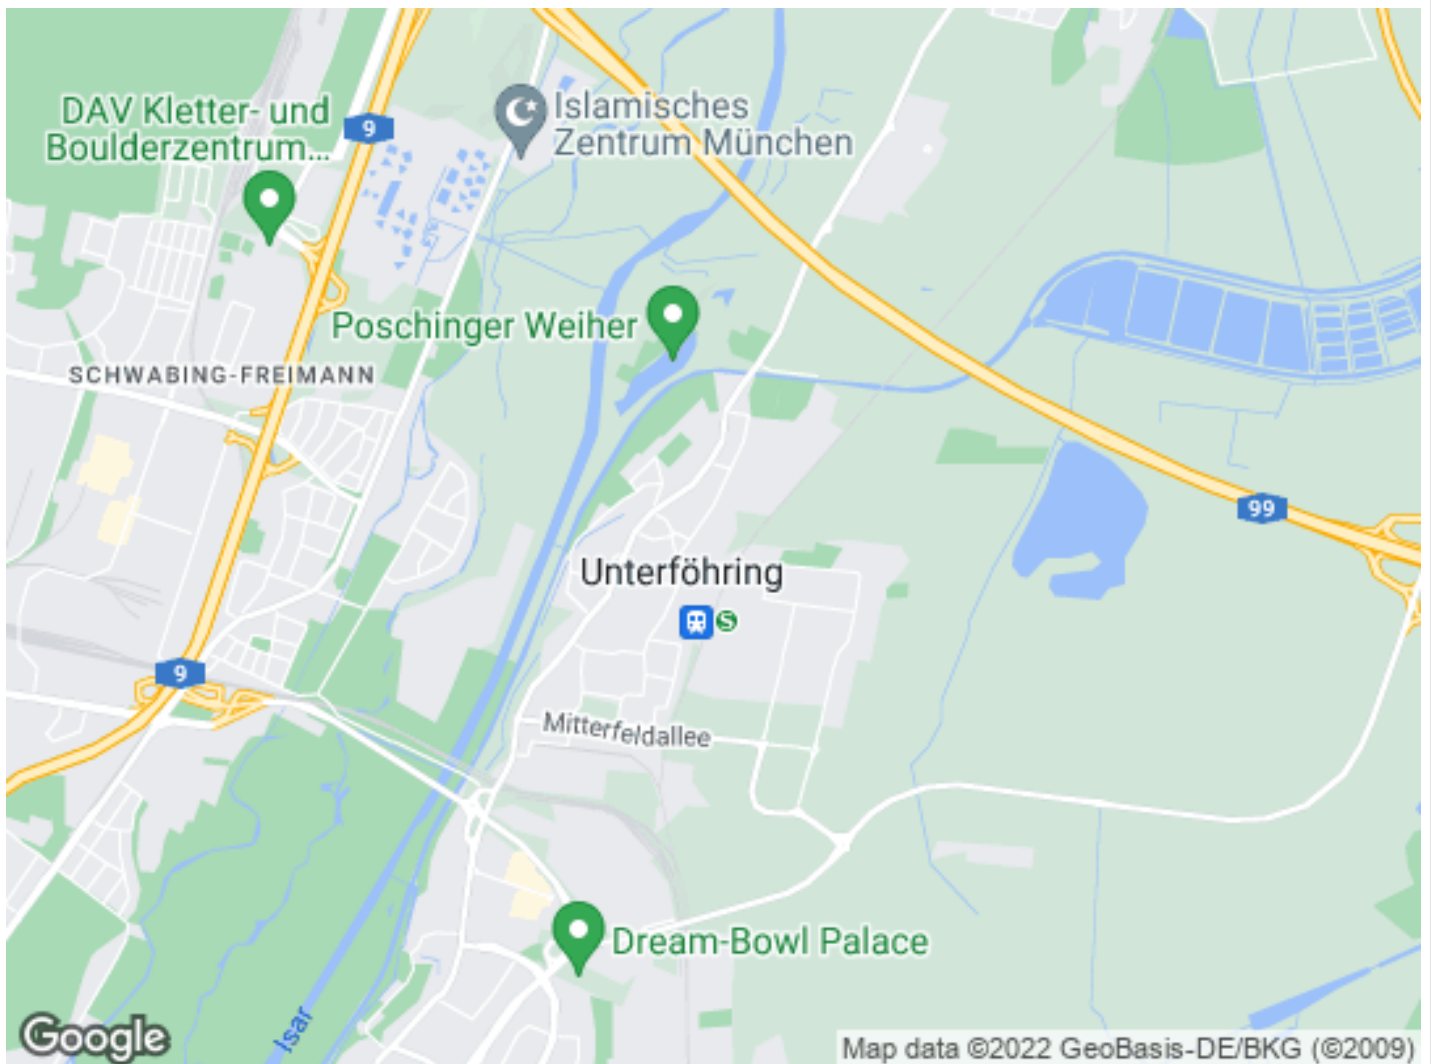 DAV Kletter- und
Boulderzentrum...
9
Islamisches
Zentrum München
Poschinger Weiher
SCHWABING-FREIMANN
99
Unterföhring
S
9
Mitterfeldallee
Dream-Bowl Palace
Isar
Google
Map data ©2022 GeoBasis-DE/BKG (©2009)